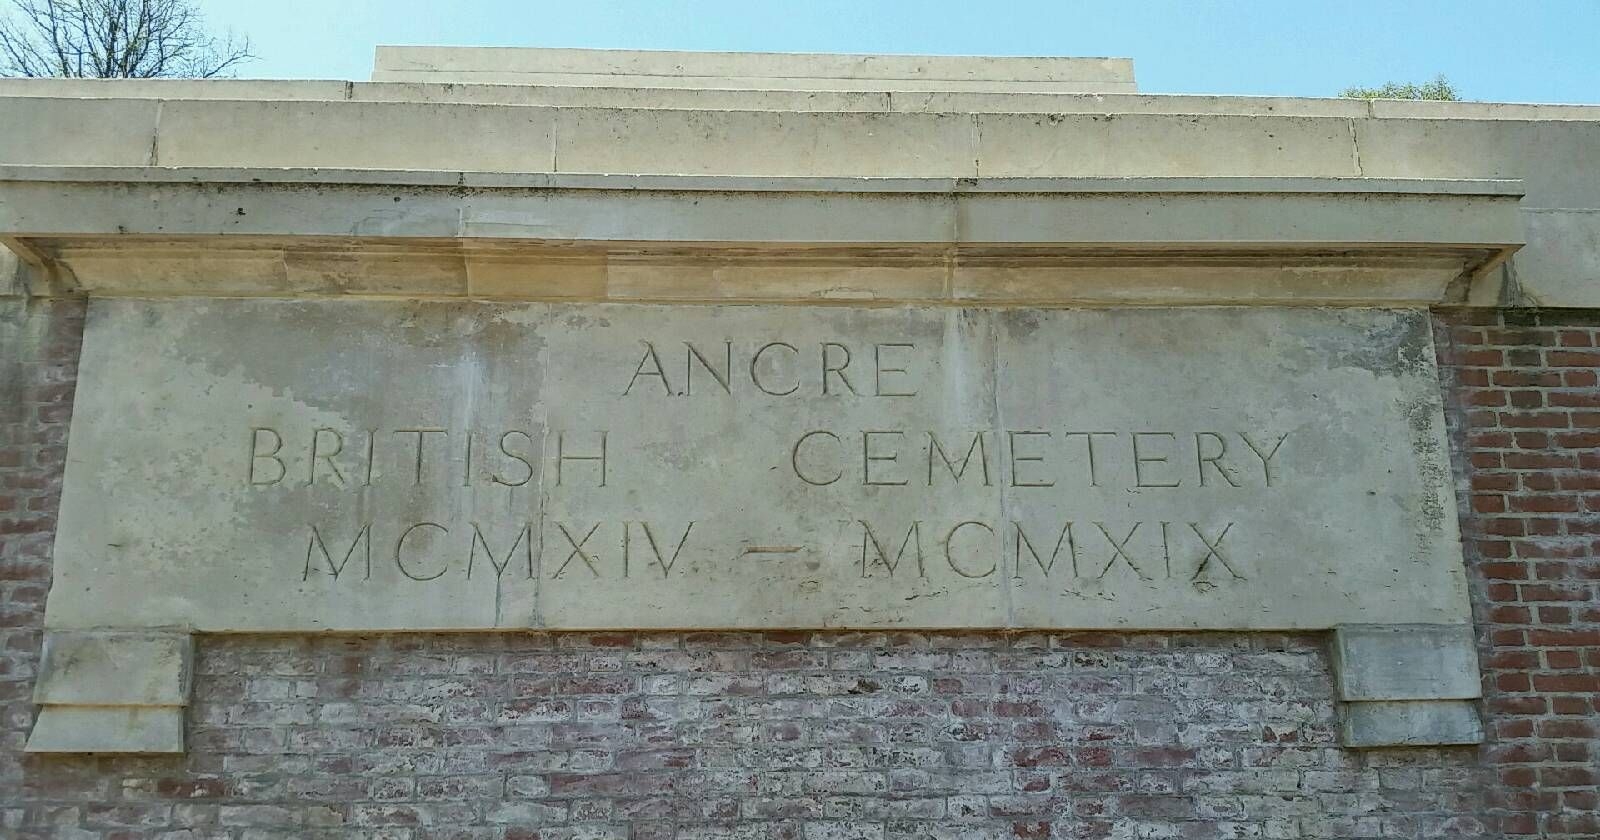 ANCRE
BRITISH CEMETERY
MCMXIV — MCMXIX